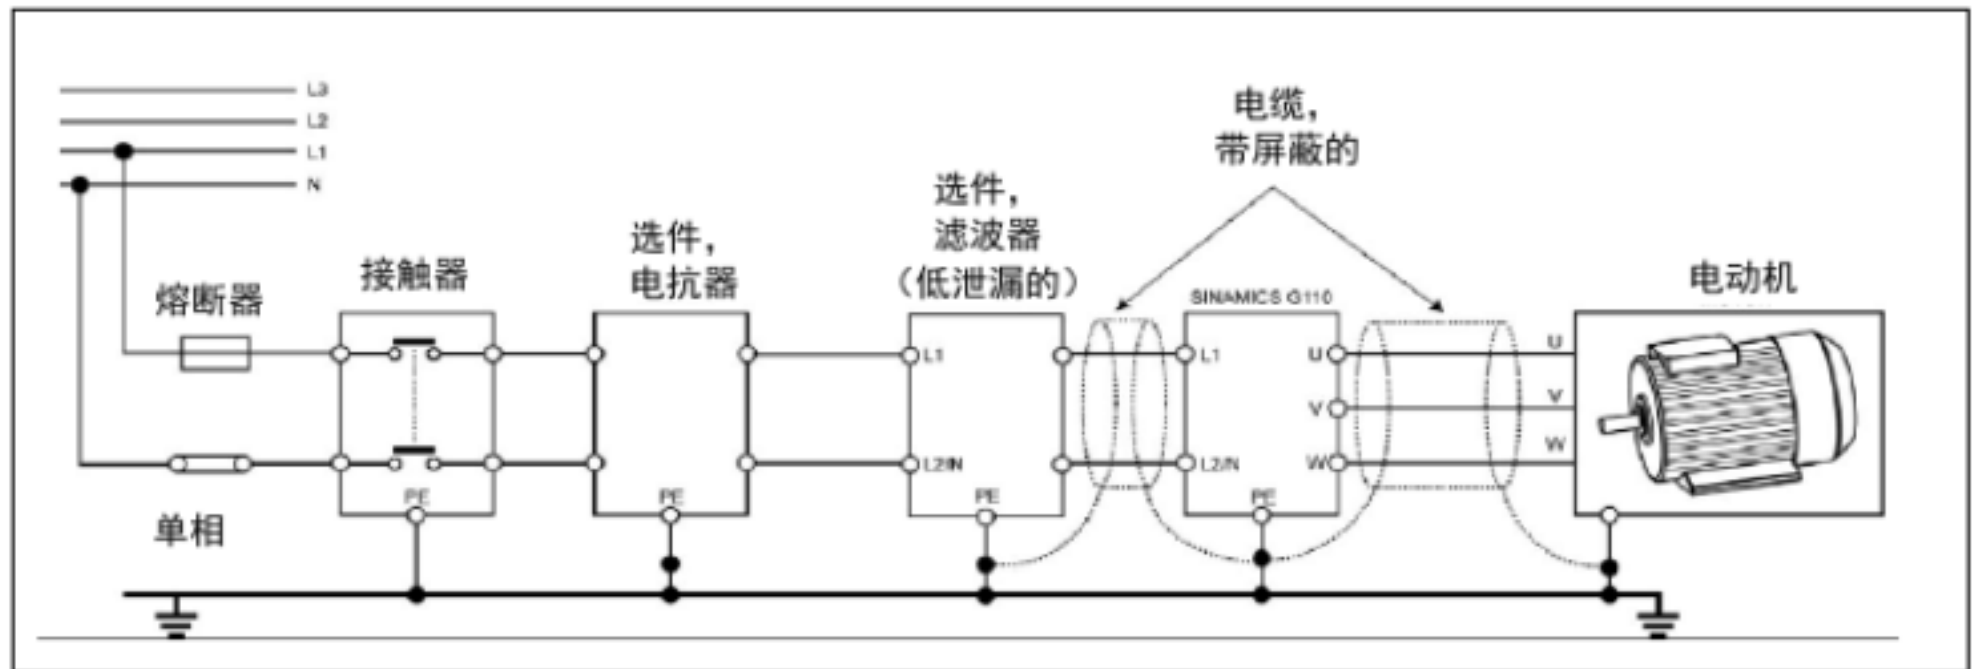 L3
L2
L1
N
电缆，
带屏蔽的
选件，
滤波器
（低泄漏的）
选件，
电抗器
接触器
熔断器
SINAMICS G110
电动机
L1
L1
U
U
V
V
W
L2/N
L2/N
W
PE
PE
PE
PE
单相